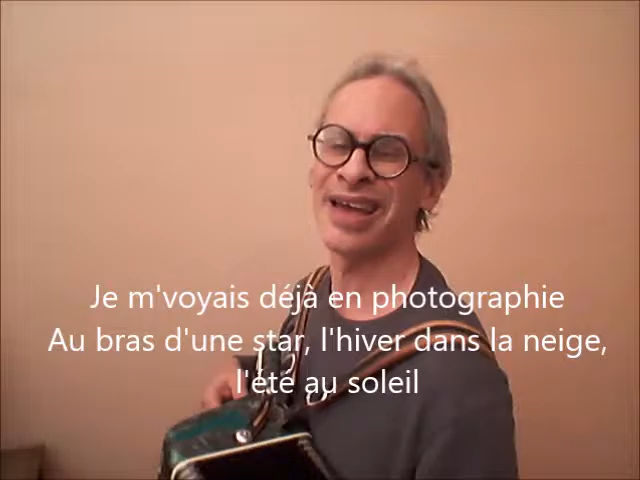 Je m'voyais déjà en photographie
Au bras d'une star, l'hiver dans la neige,
l'été au soleil